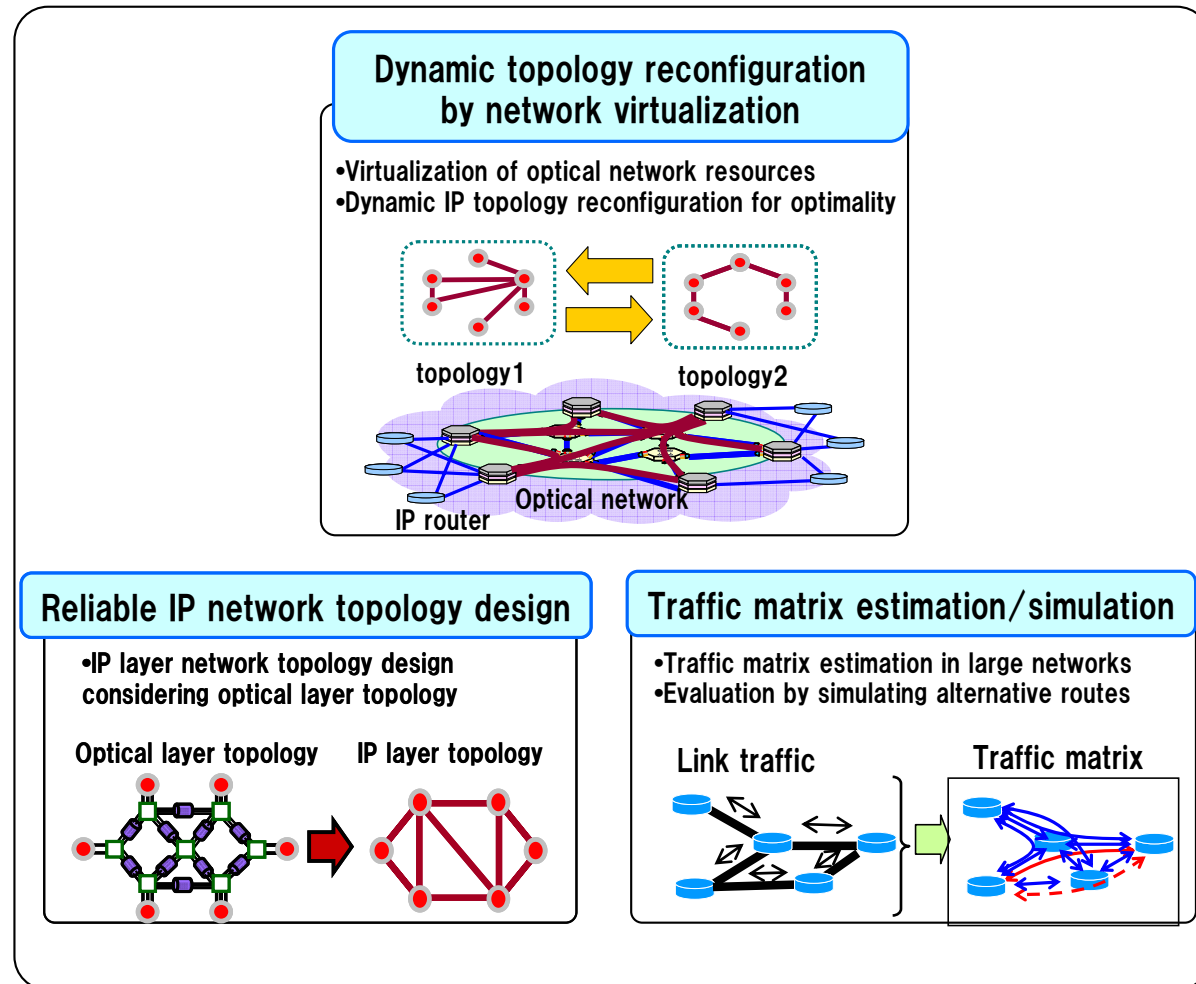 Dynamic topology reconfiguration
by network virtualization
•Virtualization of optical network resources
•Dynamic IP topology reconfiguration for optimality
topology1
topology2
Optical network
IP router
Reliable IP network topology design
•IP layer network topology design
considering optical layer topology
Optical layer topology
IP layer topology
Traffic matrix estimation/simulation
•Traffic matrix estimation in large networks
•Evaluation by simulating alternative routes
Link traffic
Traffic matrix